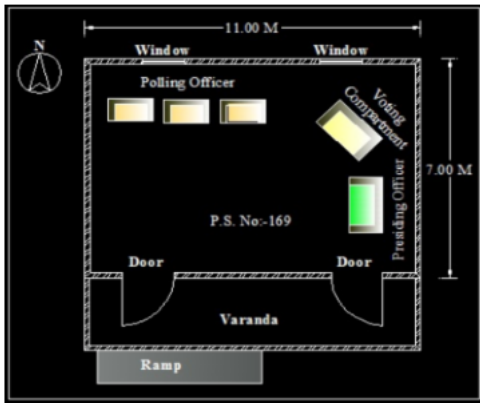 11.00 M
N
Window
Window
Polling Officer
Voting
Compartment
7.00 M
Presiding Officer
P.S. No:-169
Door
Door
Varanda
Ramp